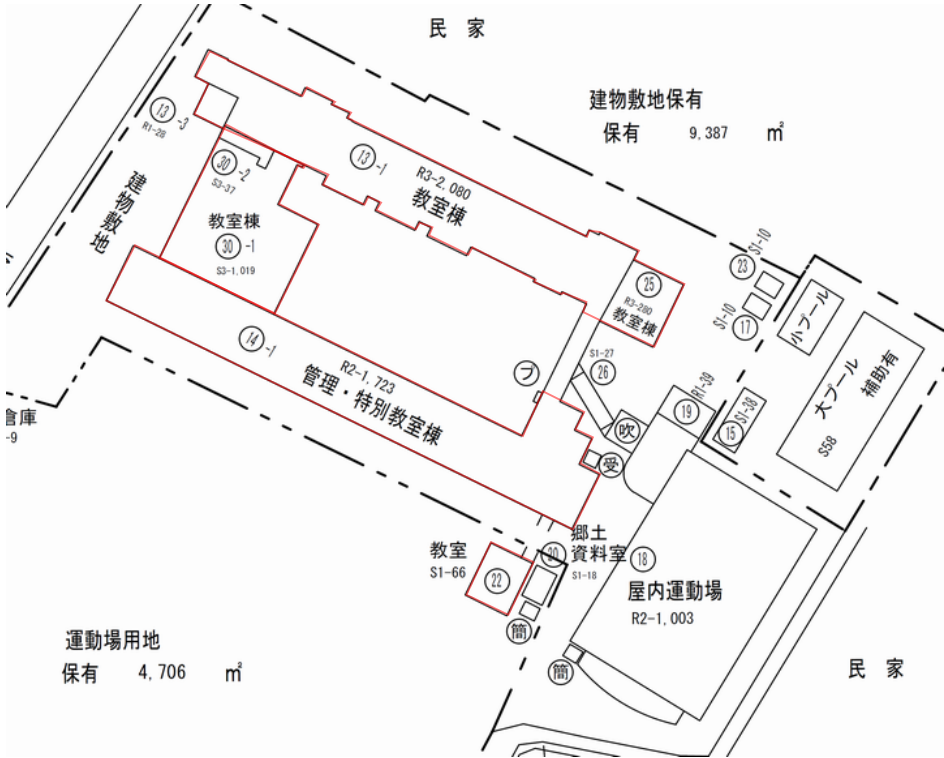 民 家
建物敷地保有
保有 9,387 ㎡
⑬-3
R1-28
⑬-1
R3-2,080
教室棟
㉚-2
S3-37
建物敷地
教室棟
㉚-1
S3-1,019
㉓
S1-10
S1-10
⑰
小プール
㉕
R3-280
教室棟
大プール
補助有
S58
⑭-1
R2-1,723
管理・特別教室棟
プ
S1-27
㉖
R1-39
⑲
S1-38
⑮
倉庫
-9
吹
受
教室
S1-66
㉒
⑳
郷土
資料室
S1-18
⑱
屋内運動場
R2-1,003
簡
簡
運動場用地
保有 4,706 ㎡
民 家